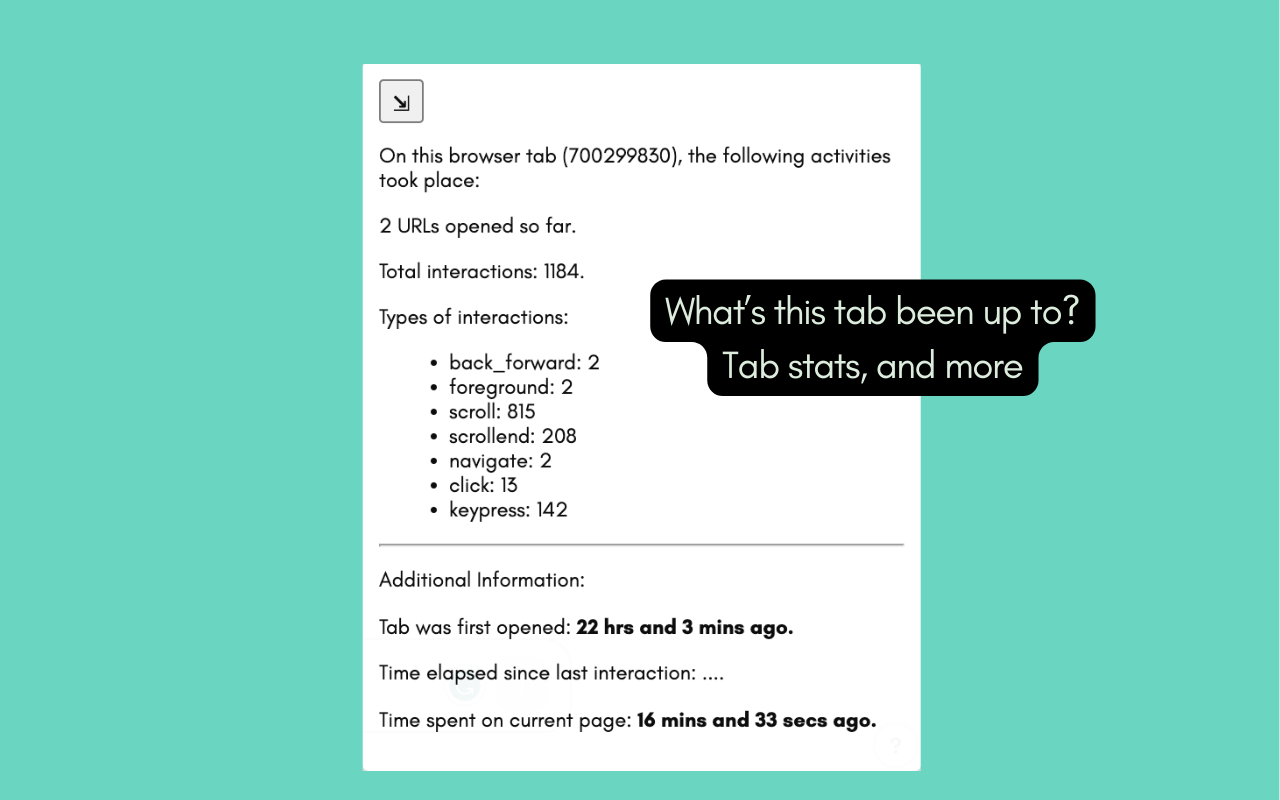 On this browser tab (700299830), the following activities
took place:
2 URLs opened so far.
Total interactions: 1184.
What's this tab been up to?
Tab stats, and more
Types of interactions:
• back_forward: 2
• foreground: 2
• scroll: 815
• scrollend: 208
• navigate: 2
• click: 13
• keypress: 142
Additional Information:
Tab was first opened: 22 hrs and 3 mins ago.
Time elapsed since last interaction: ....
Time spent on current page: 16 mins and 33 secs ago.
?